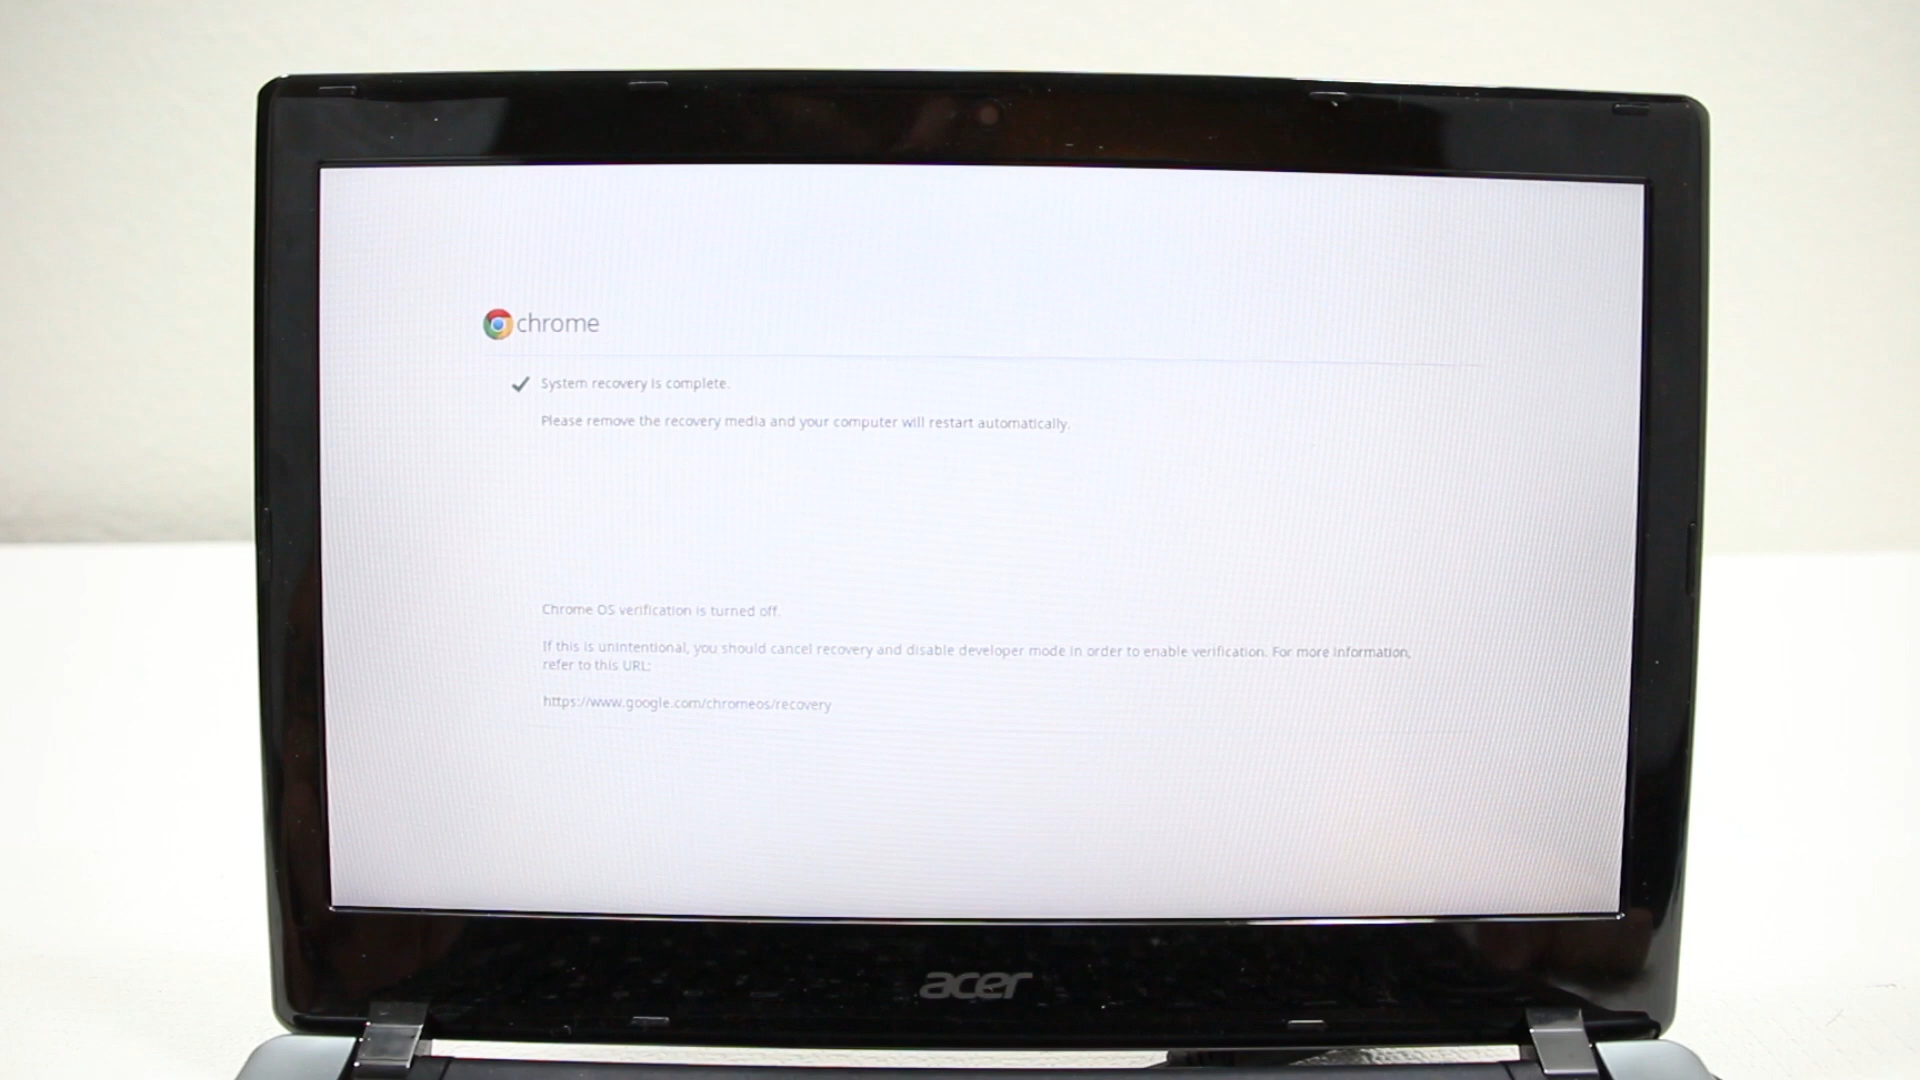 chrome
System recovery is complete.
Please remove the recovery media and your computer will restart automatically.
Chrome OS verification is turned off.
If this is unintentional, you should cancel recovery and disable developer mode in order to enable verification. For more information,
refer to this URL:
https://www.google.com/chromeos/recovery
acer